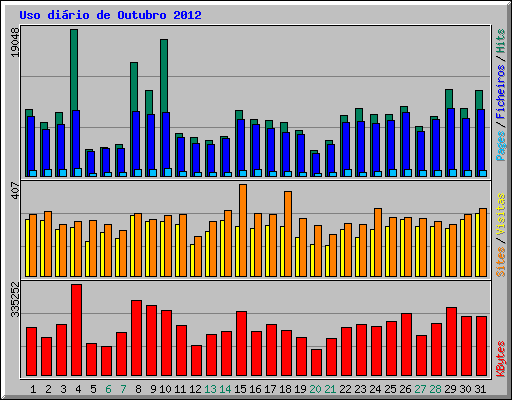 Uso diário de Outubro 2012
19048
Pages / Ficheiros / Hits
407
Sites / Visitas
335252
KBytes
1 2 3 4 5 6 7 8 9 10 11 12 13 14 15 16 17 18 19 20 21 22 23 24 25 26 27 28 29 30 31